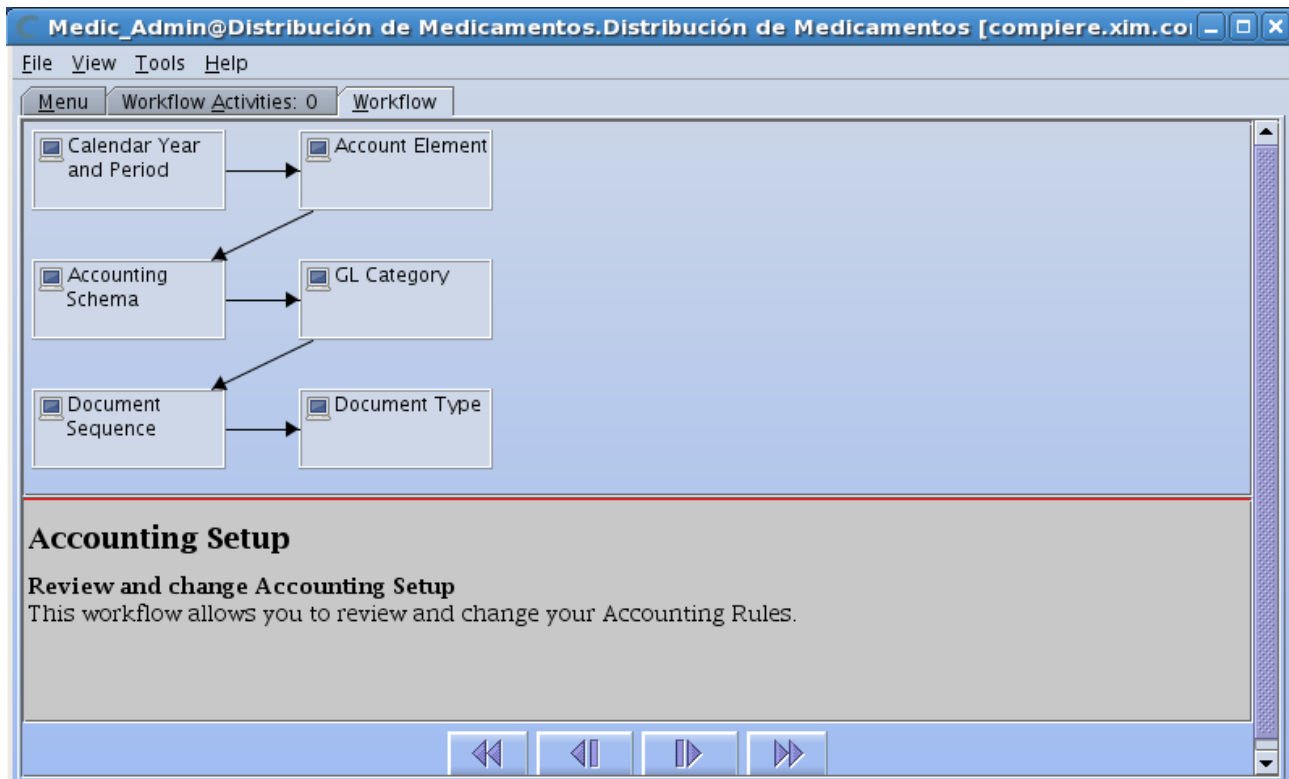 Medic_Admin@Distribución de Medicamentos.Distribución de Medicamentos [compiere.xim.co
File View Tools Help
Menu Workflow Activities: 0 Workflow
Calendar Year
and Period
Account Element
Accounting
Schema
GL Category
Document
Sequence
Document Type
Accounting Setup
Review and change Accounting Setup
This workflow allows you to review and change your Accounting Rules.